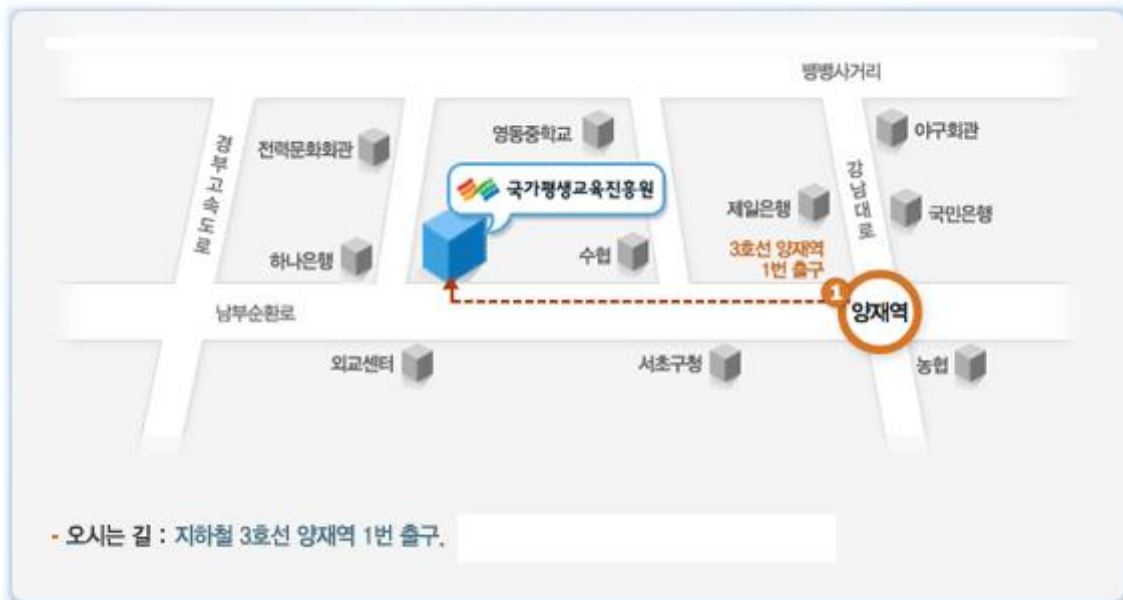 뱅뱅사거리
영동중학교
야구회관
전력문화회관
경부고속도로
국가평생교육진흥원
강남대로
제일은행
국민은행
하나은행
수협
3호선 양재역
1번 출구
1
양재역
남부순환로
외교센터
서초구청
농협
- 오시는 길 : 지하철 3호선 양재역 1번 출구.